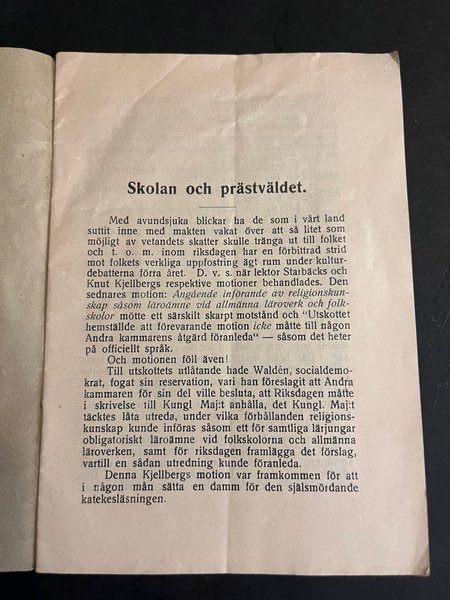 Skolan och prästväldet.
Med avundsjuka blickar ha de som i vårt land
suttit inne med makten vakat över att så litet som
möjligt av vetandets skatter skulle tränga ut till folket
och t. o. m. inom riksdagen har en förbittrad strid
mot folkets verkliga uppfostring ägt rum under kultur-
debatterna förra året. D. v. s. när lektor Starbäcks och
Knut Kjellbergs respektive motioner behandlades. Den
sednares motion: Angående införande av religionskun-
skap såsom läroämne vid allmänna läroverk och folk-
skolor mötte ett särskilt skarpt motstånd och "Utskottet
hemställde att förevarande motion icke måtte till någon
Andra kammarens åtgärd föranleda" — såsom det heter
på officiellt språk.
Och motionen föll även!
Till utskottets utlåtande hade Waldén, socialdemo-
krat, fogat sin reservation, vari han föreslagit att Andra
kammaren för sin del ville besluta, att Riksdagen måtte
i skrivelse till Kungl Maj:t anhålla, det Kungl. Maj:t
täcktes låta utreda, under vilka förhållanden religions-
kunskap kunde införas såsom ett för samtliga lärjungar
obligatoriskt läroämne vid folkskolorna och allmänna
läroverken, samt för riksdagen framlägga det förslag,
vartill en sådan utredning kunde föranleda.
Denna Kjellbergs motion var framkommen för att
i någon mån sätta en damm för den själsmördande
katekesläsningen.